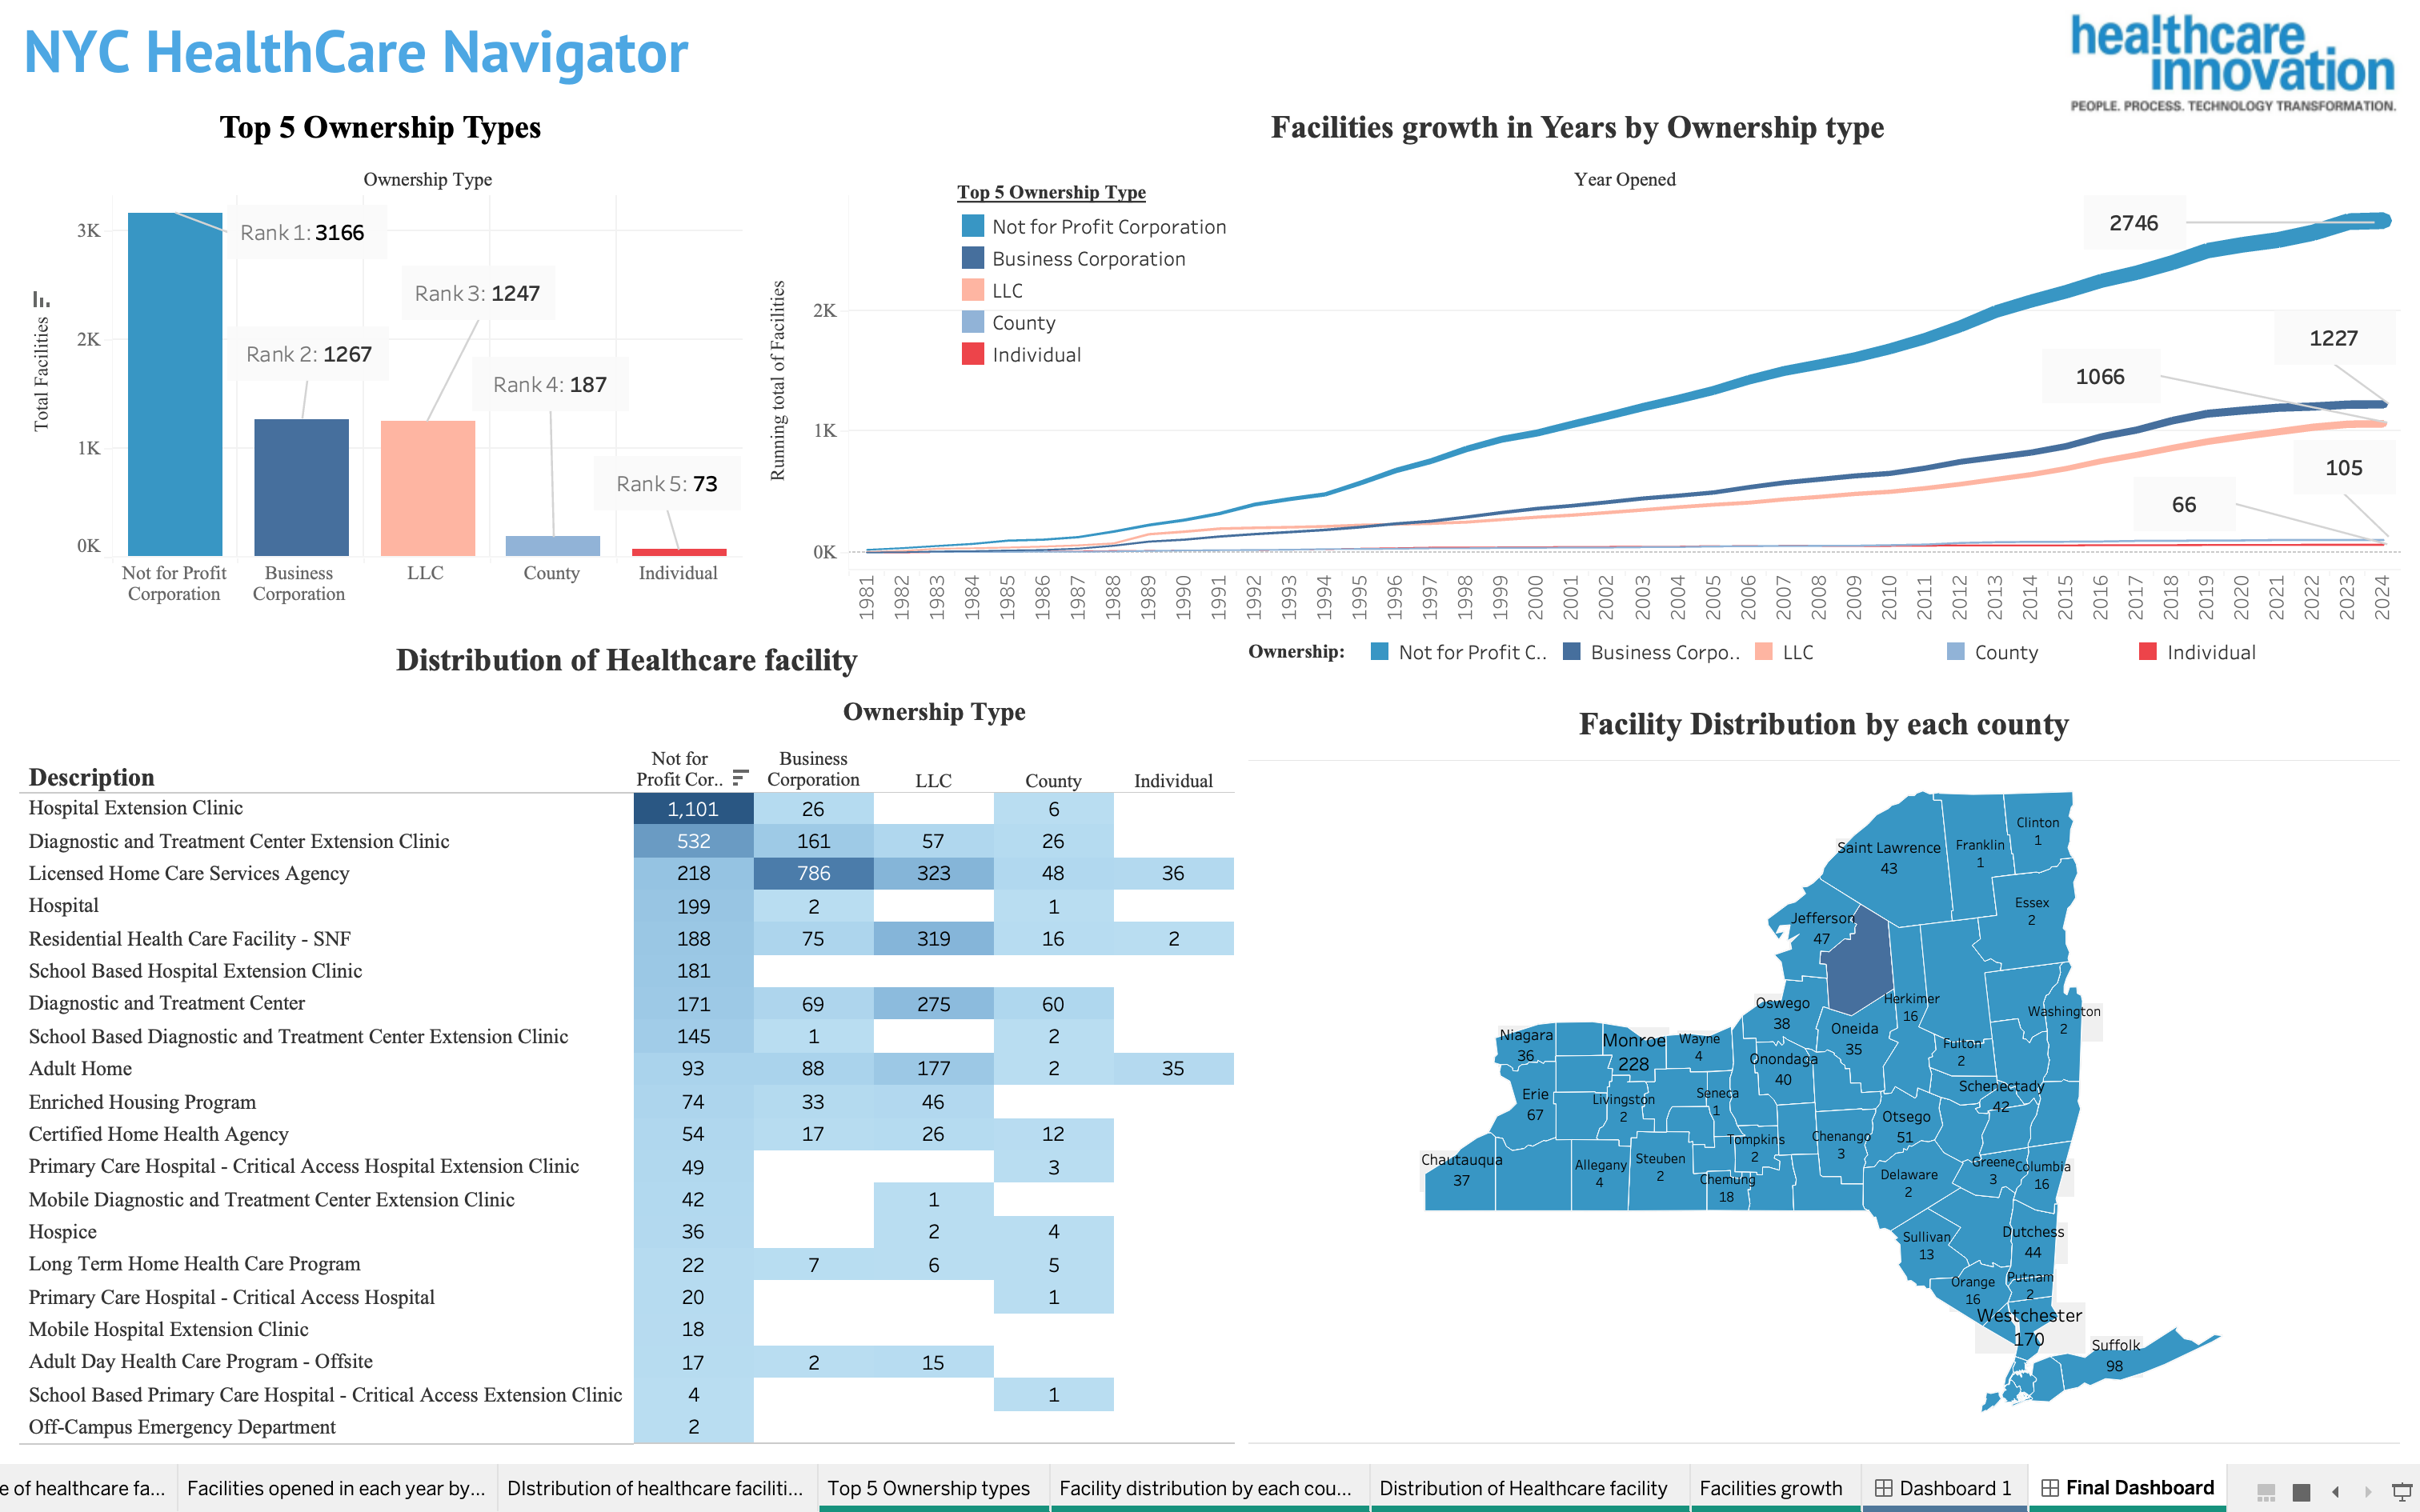 NYC HealthCare Navigator
hea!thcare
innovation
PEOPLE. PROCESS. TECHNOLOGY TRANSFORMATION.
Top 5 Ownership Types
Ownership Type
Total Facilities
3K
2K
1K
0K
Rank 1: 3166
Rank 2: 1267
Rank 3: 1247
Rank 4: 187
Rank 5: 73
Not for Profit
Corporation
Business
Corporation
LLC
County
Individual
Facilities growth in Years by Ownership type
Year Opened
Top 5 Ownership Type
Not for Profit Corporation
Business Corporation
LLC
County
Individual
Running total of Facilities
2K
1K
0K
2746
1227
1066
105
66
1981
1982
1983
1984
1985
1986
1987
1988
1989
1990
1991
1992
1993
1994
1995
1996
1997
1998
1999
2000
2001
2002
2003
2004
2005
2006
2007
2008
2009
2010
2011
2012
2013
2014
2015
2016
2017
2018
2019
2020
2021
2022
2023
2024
Ownership: Not for Profit C.. Business Corpo.. LLC County Individual
Distribution of Healthcare facility
Ownership Type
Description Not for Profit Cor.. Business Corporation LLC County Individual
Hospital Extension Clinic 1,101 26 6
Diagnostic and Treatment Center Extension Clinic 532 161 57 26
Licensed Home Care Services Agency 218 786 323 48 36
Hospital 199 2 1
Residential Health Care Facility - SNF 188 75 319 16 2
School Based Hospital Extension Clinic 181
Diagnostic and Treatment Center 171 69 275 60
School Based Diagnostic and Treatment Center Extension Clinic 145 1 2
Adult Home 93 88 177 2 35
Enriched Housing Program 74 33 46
Certified Home Health Agency 54 17 26 12
Primary Care Hospital - Critical Access Hospital Extension Clinic 49 3
Mobile Diagnostic and Treatment Center Extension Clinic 42 1
Hospice 36 2 4
Long Term Home Health Care Program 22 7 6 5
Primary Care Hospital - Critical Access Hospital 20 1
Mobile Hospital Extension Clinic 18
Adult Day Health Care Program - Offsite 17 2 15
School Based Primary Care Hospital - Critical Access Extension Clinic 4 1
Off-Campus Emergency Department 2
Facility Distribution by each county
Clinton
1
Saint Lawrence
43
Franklin
1
Essex
2
Jefferson
47
Oswego
38
Herkimer
16
Washington
2
Niagara
36
Monroe
228
Wayne
4
Oneida
35
Fulton
2
Onondaga
40
Schenectady
42
Erie
67
Livingston
2
Seneca
1
Otsego
51
Tompkins
2
Chenango
3
Chautauqua
37
Allegany
4
Steuben
2
Chemung
18
Delaware
2
Greene
3
Columbia
16
Sullivan
13
Dutchess
44
Orange
16
Putnam
2
Westchester
170
Suffolk
98
e of healthcare fa... Facilities opened in each year by... DIstribution of healthcare faciliti... Top 5 Ownership types Facility distribution by each cou... Distribution of Healthcare facility Facilities growth Dashboard 1 Final Dashboard